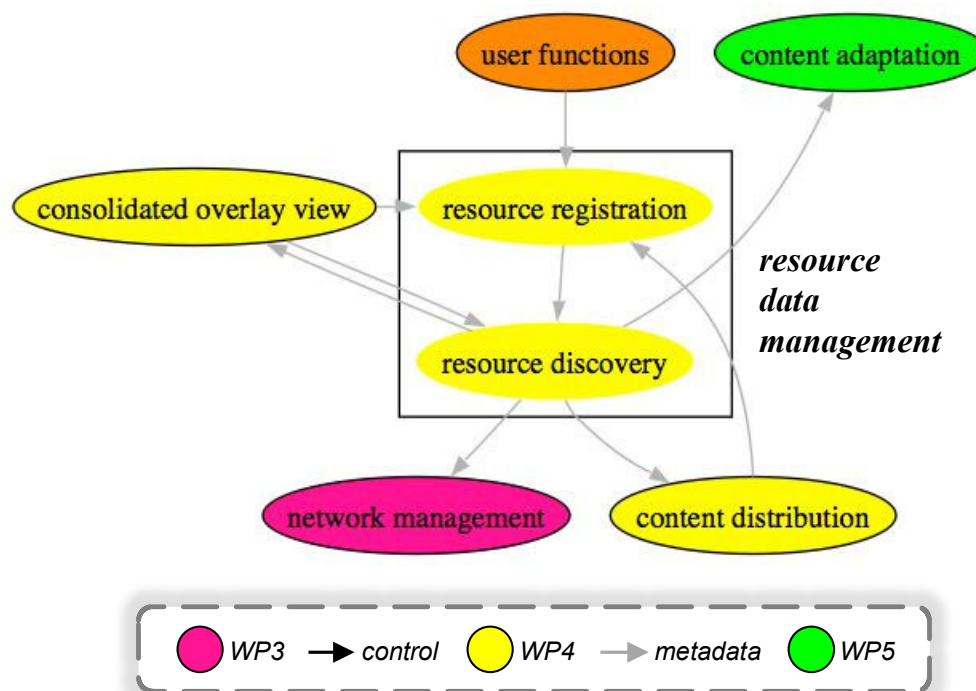 user functions
content adaptation
consolidated overlay view
resource registration
resource
data
management
resource discovery
network management
content distribution
WP3 control WP4 metadata WP5